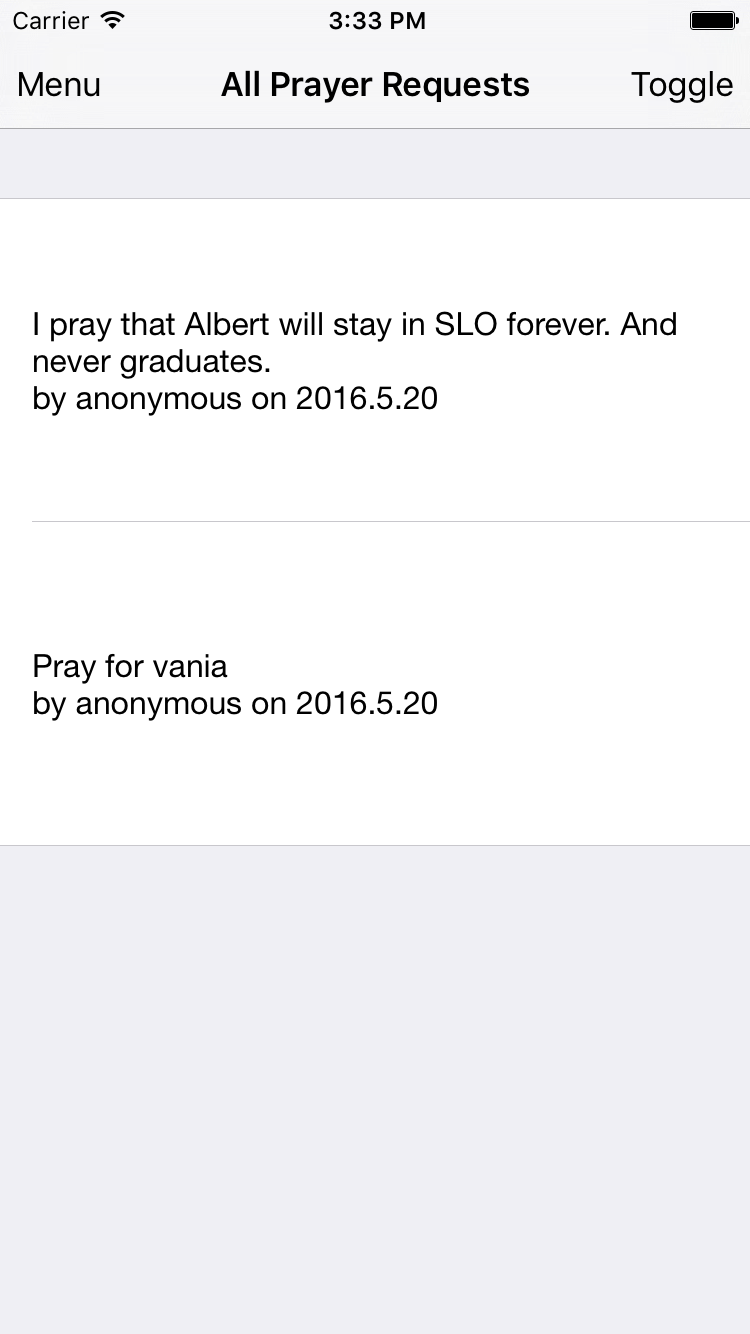 Carrier 3:33 PM
Menu All Prayer Requests Toggle
I pray that Albert will stay in SLO forever. And
never graduates.
by anonymous on 2016.5.20
Pray for vania
by anonymous on 2016.5.20